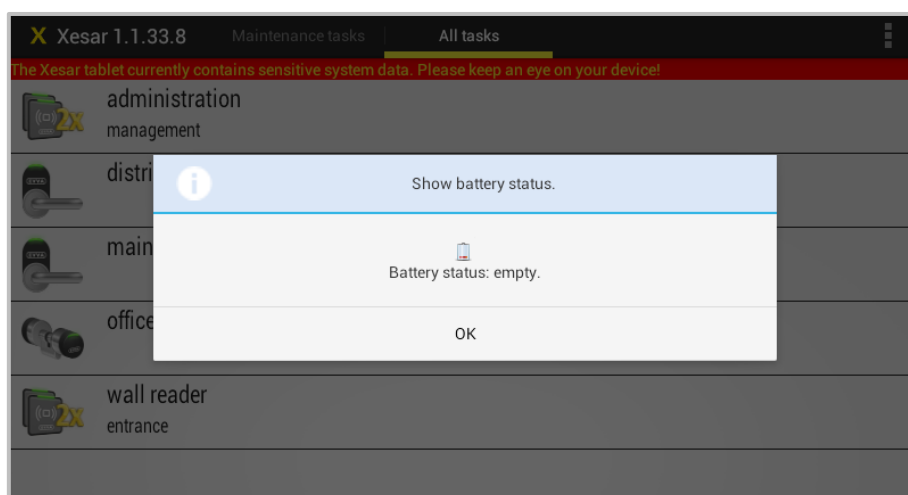 X Xesar 1.1.33.8 Maintenance tasks All tasks
The Xesar tablet currently contains sensitive system data. Please keep an eye on your device!
administration
2X
management
distri
Show battery status.
main
Battery status: empty.
office
OK
wall reader
2X
entrance